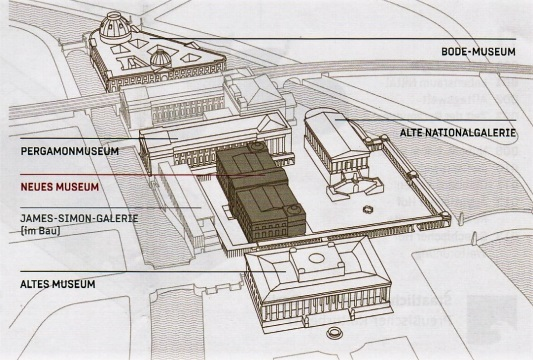 BODE-MUSEUM
ALTE NATIONALGALERIE
PERGAMONMUSEUM
NEUES MUSEUM
JAMES-SIMON-GALERIE
[im Bau]
ALTES MUSEUM